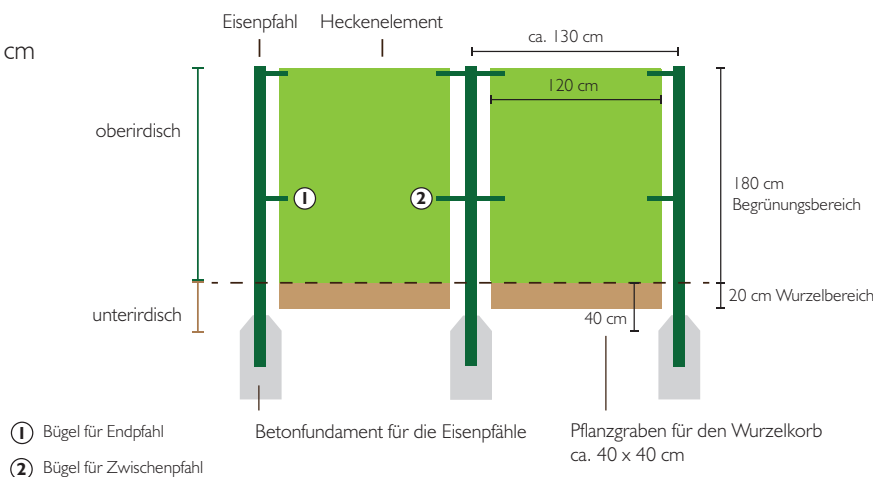 Eisenpfahl
Heckenelement
ca. 130 cm
cm
120 cm
oberirdisch
180 cm
Begrünungsbereich
1
2
20 cm Wurzelbereich
unterirdisch
40 cm
1 Bügel für Endpfahl
Betonfundament für die Eisenpfähle
Pflanzgraben für den Wurzelkorb
ca. 40 x 40 cm
2 Bügel für Zwischenpfahl